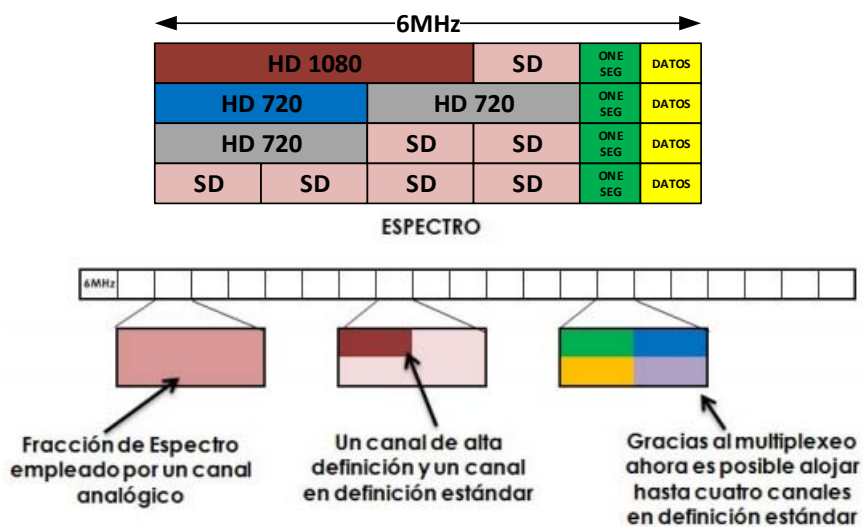 6MHz
HD 1080 SD ONE SEG DATOS
HD 720 HD 720 ONE SEG DATOS
HD 720 SD SD ONE SEG DATOS
SD SD SD SD ONE SEG DATOS
ESPECTRO
6MHz
Fracción de Espectro
empleado por un canal
analógico
Un canal de alta
definición y un canal
en definición estándar
Gracias al multiplexeo
ahora es posible alojar
hasta cuatro canales
en definición estándar